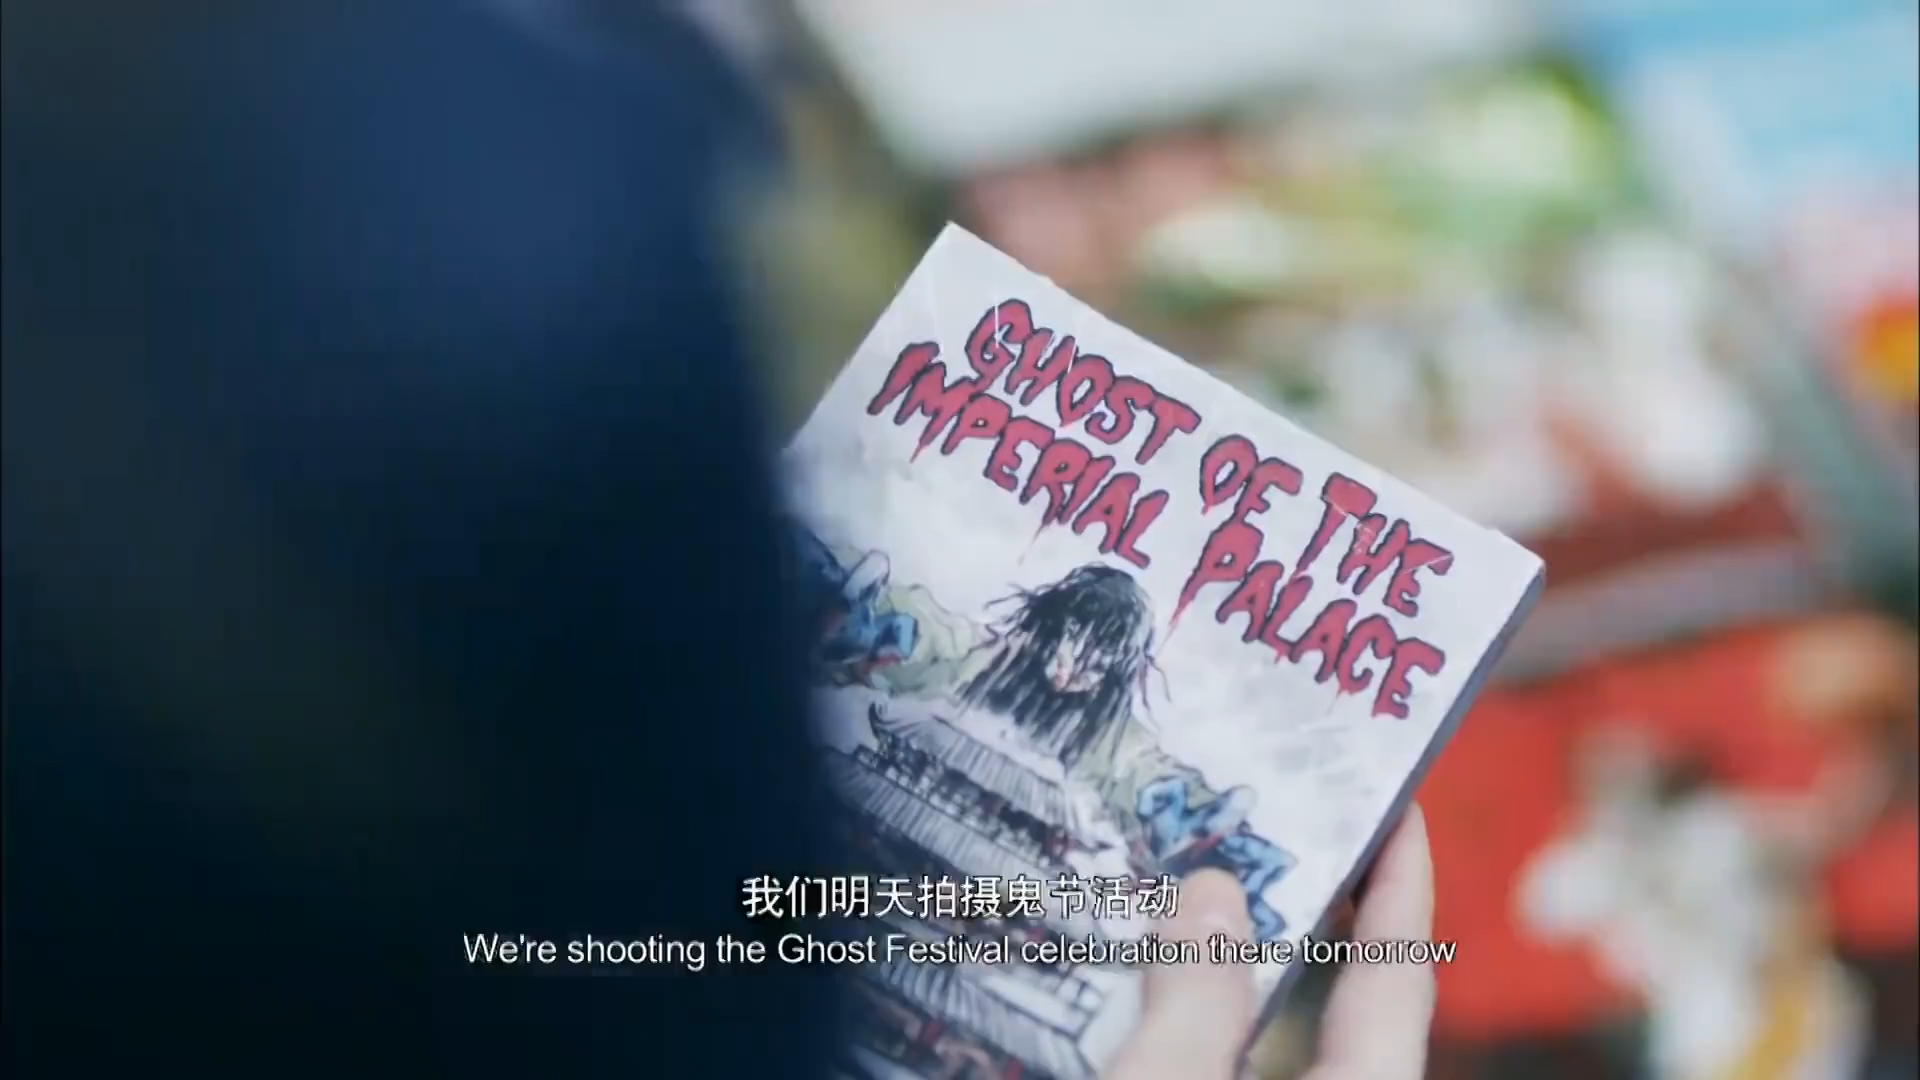 GHOST OF THE
IMPERIAL PALACE
我们明天拍摄鬼节活动
We're shooting the Ghost Festival celebration there tomorrow